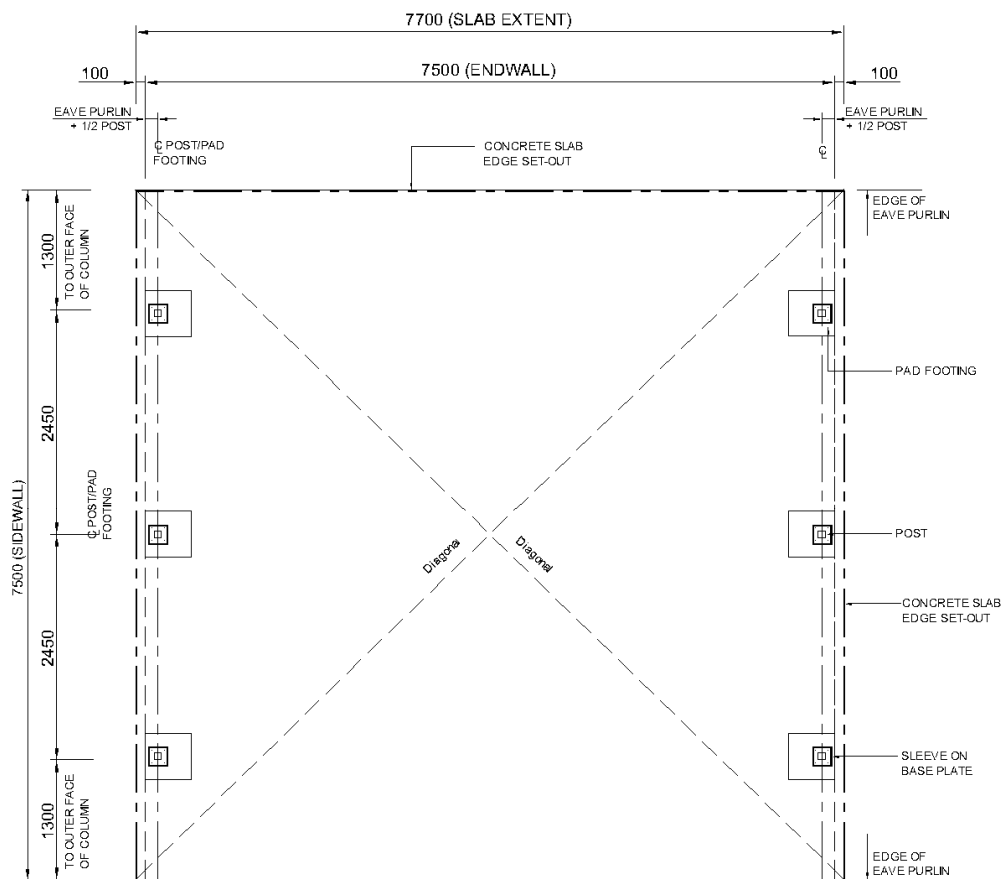 7700 (SLAB EXTENT)
100
7500 (ENDWALL)
100
EAVE PURLIN
+ 1/2 POST
EAVE PURLIN
+ 1/2 POST
℄ POST/PAD
FOOTING
CONCRETE SLAB
EDGE SET-OUT
℄
1300
TO OUTER FACE
OF COLUMN
EDGE OF
EAVE PURLIN
2450
PAD FOOTING
7500 (SIDEWALL)
℄ POST/PAD
FOOTING
POST
Diagonal
Diagonal
CONCRETE SLAB
EDGE SET-OUT
2450
SLEEVE ON
BASE PLATE
1300
TO OUTER FACE
OF COLUMN
EDGE OF
EAVE PURLIN